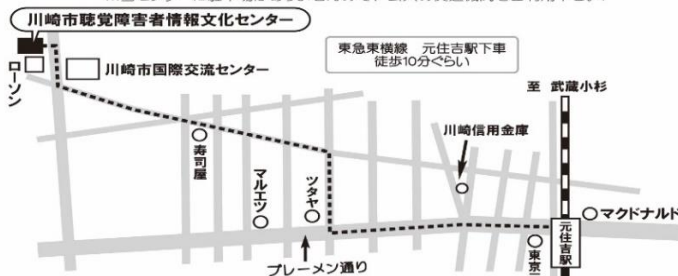 川崎市聴覚障害者情報文化センター
ローソン
川崎市国際交流センター
東急東横線 元住吉駅下車
徒歩10分ぐらい
至 武蔵小杉
川崎信用金庫
寿司屋
マルエツ
ツタヤ
マクドナルド
元住吉駅
東京
ブレーメン通り